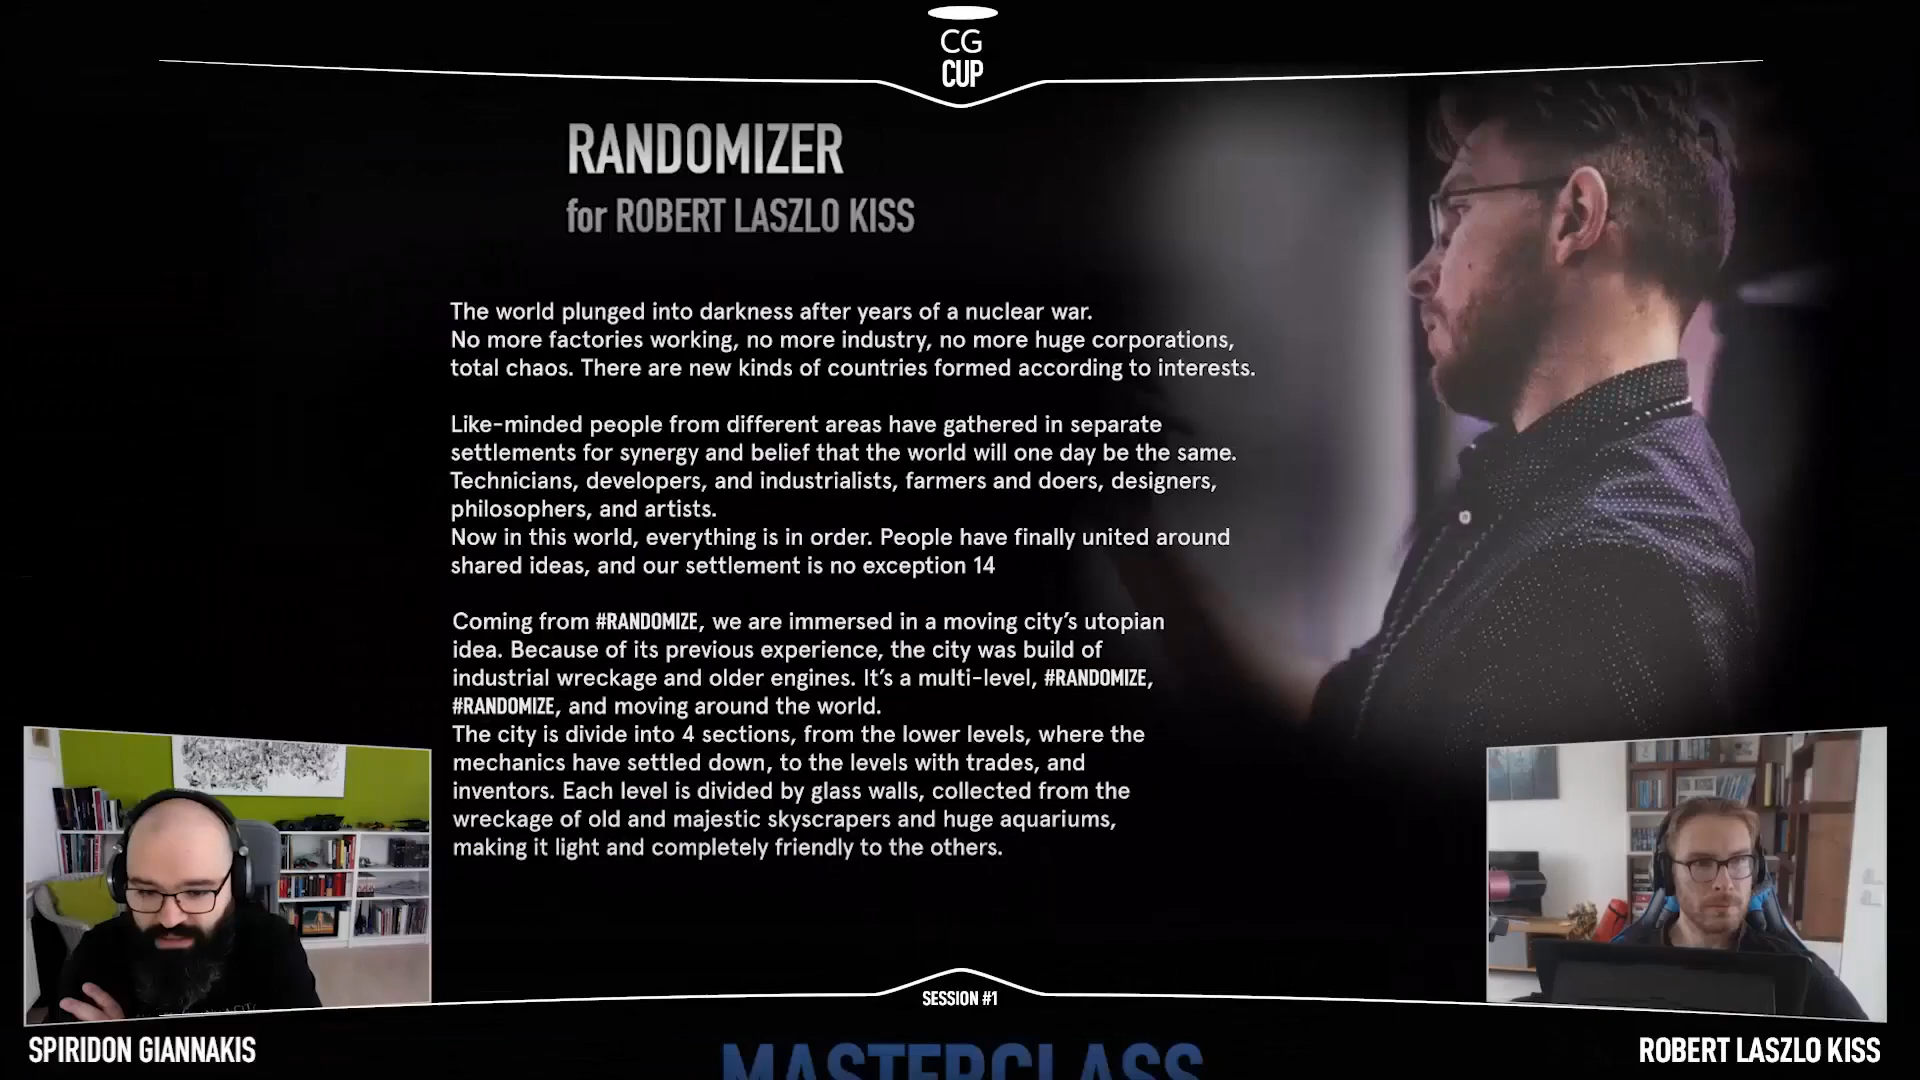 CG
CUP
RANDOMIZER
for ROBERT LASZLO KISS
The world plunged into darkness after years of a nuclear war.
No more factories working, no more industry, no more huge corporations,
total chaos. There are new kinds of countries formed according to interests.
Like-minded people from different areas have gathered in separate
settlements for synergy and belief that the world will one day be the same.
Technicians, developers, and industrialists, farmers and doers, designers,
philosophers, and artists.
Now in this world, everything is in order. People have finally united around
shared ideas, and our settlement is no exception 14
Coming from #RANDOMIZE, we are immersed in a moving city's utopian
idea. Because of its previous experience, the city was build of
industrial wreckage and older engines. It's a multi-level, #RANDOMIZE,
#RANDOMIZE, and moving around the world.
The city is divide into 4 sections, from the lower levels, where the
mechanics have settled down, to the levels with trades, and
inventors. Each level is divided by glass walls, collected from the
wreckage of old and majestic skyscrapers and huge aquariums,
making it light and completely friendly to the others.
SESSION #1
SPIRIDON GIANNAKIS
ROBERT LASZLO KISS
MASTERCLASS